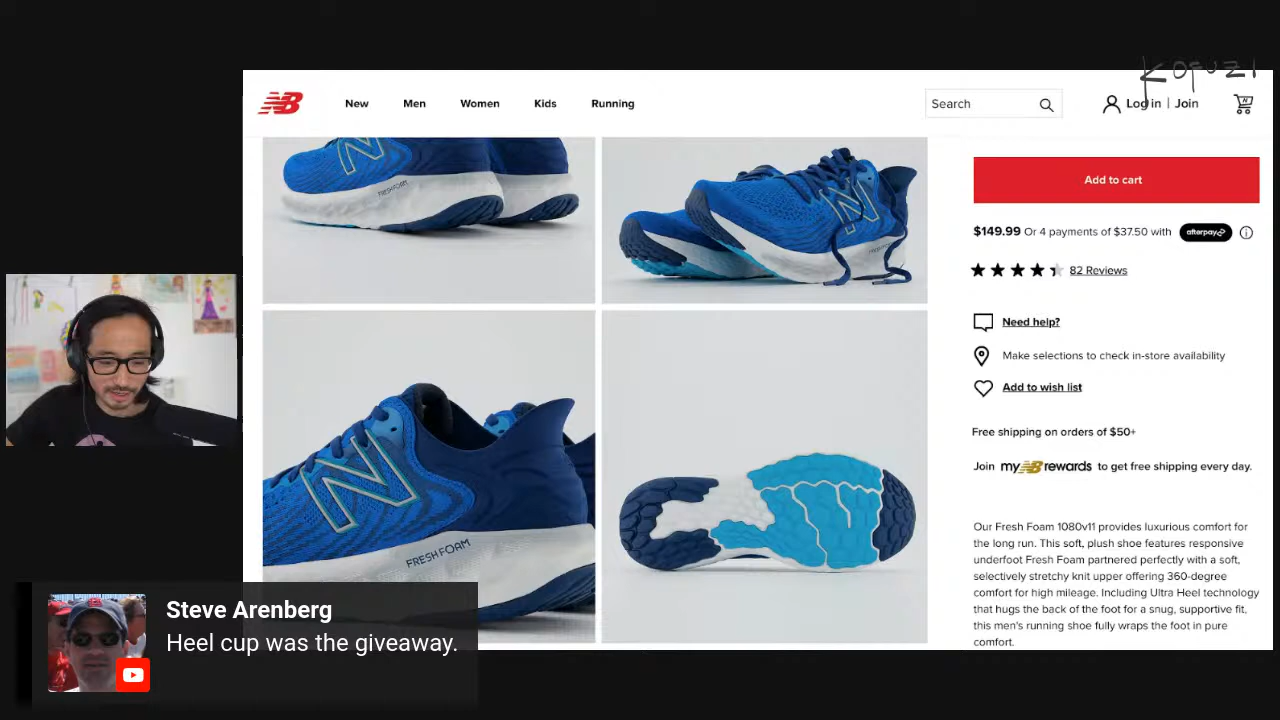 KOFUZI
NB
New
Men
Women
Kids
Running
Search
Log in | Join
N
FRESH FOAM
N
FRESH FOAM
N
FRESH FOAM
Add to cart
$149.99 Or 4 payments of $37.50 with afterpay
82 Reviews
Need help?
Make selections to check in-store availability
Add to wish list
Free shipping on orders of $50+
Join myNB rewards to get free shipping every day.
Our Fresh Foam 1080v11 provides luxurious comfort for
the long run. This soft, plush shoe features responsive
underfoot Fresh Foam partnered perfectly with a soft,
selectively stretchy knit upper offering 360-degree
comfort for high mileage. Including Ultra Heel technology
that hugs the back of the foot for a snug, supportive fit,
this men's running shoe fully wraps the foot in pure
comfort.
Steve Arenberg
Heel cup was the giveaway.